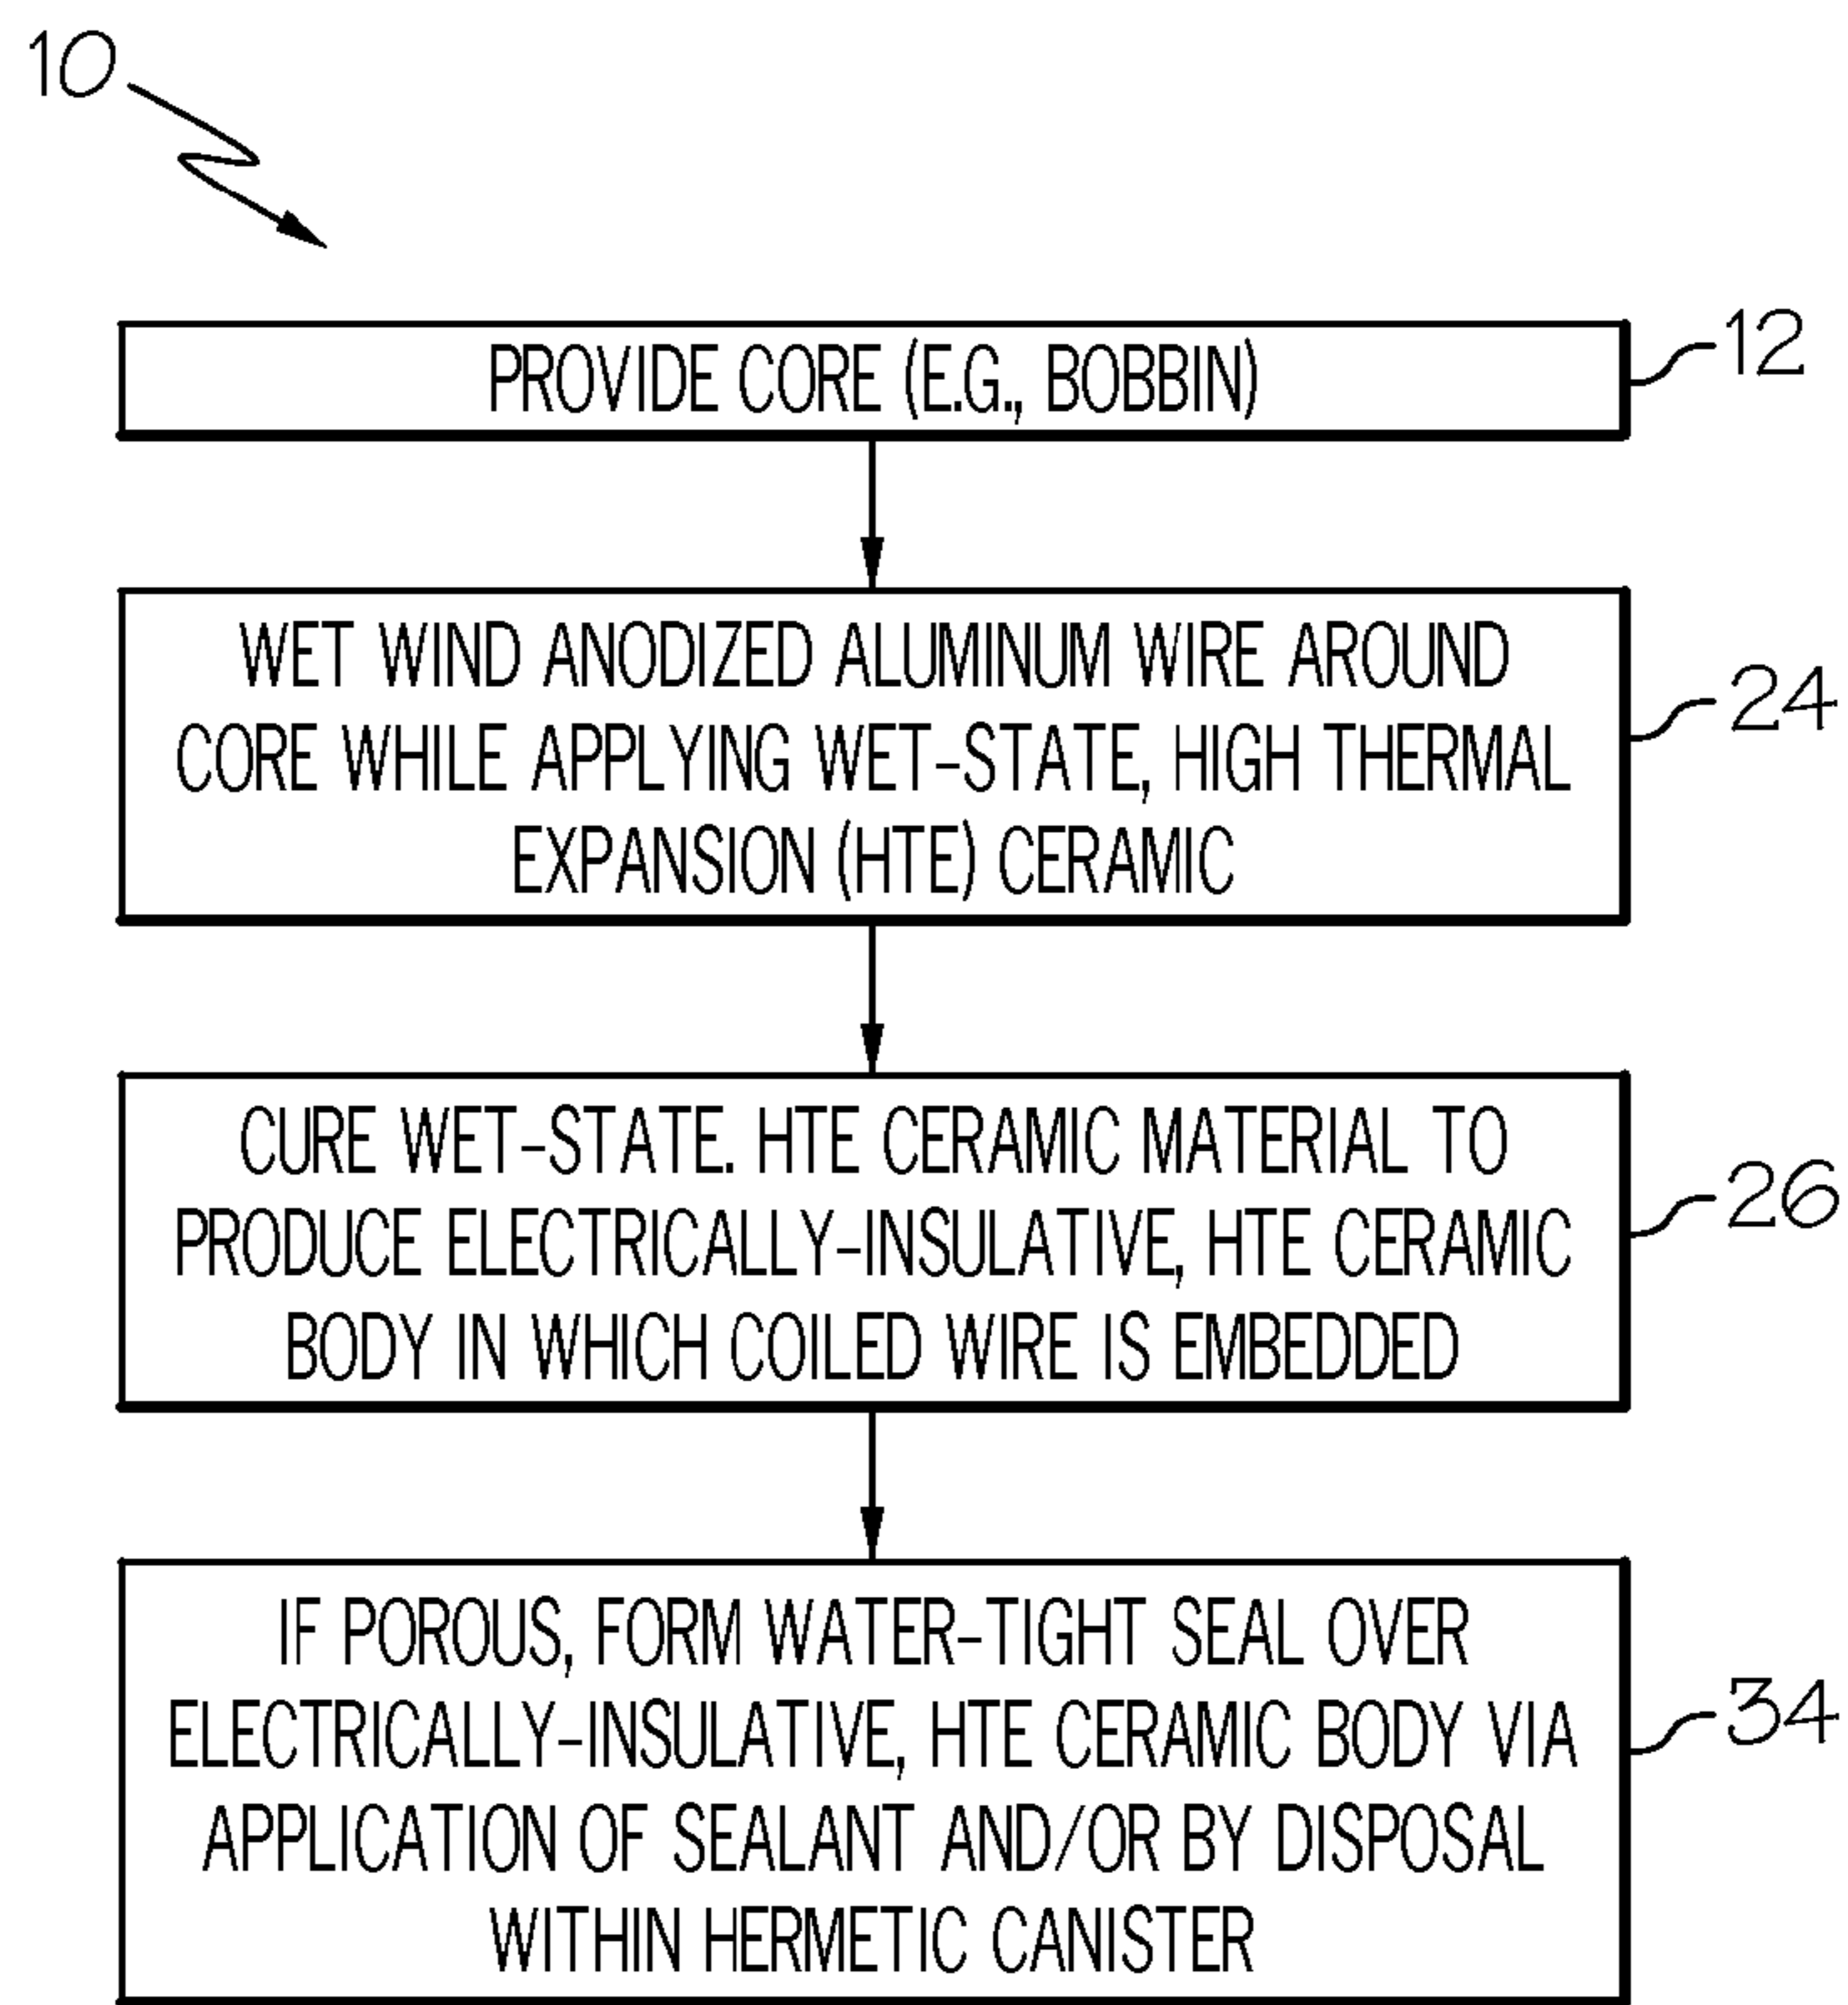 10
PROVIDE CORE (E.G., BOBBIN)
12
WET WIND ANODIZED ALUMINUM WIRE AROUND
CORE WHILE APPLYING WET-STATE, HIGH THERMAL
EXPANSION (HTE) CERAMIC
24
CURE WET-STATE. HTE CERAMIC MATERIAL TO
PRODUCE ELECTRICALLY-INSULATIVE, HTE CERAMIC
BODY IN WHICH COILED WIRE IS EMBEDDED
26
IF POROUS, FORM WATER-TIGHT SEAL OVER
ELECTRICALLY-INSULATIVE, HTE CERAMIC BODY VIA
APPLICATION OF SEALANT AND/OR BY DISPOSAL
WITHIN HERMETIC CANISTER
34